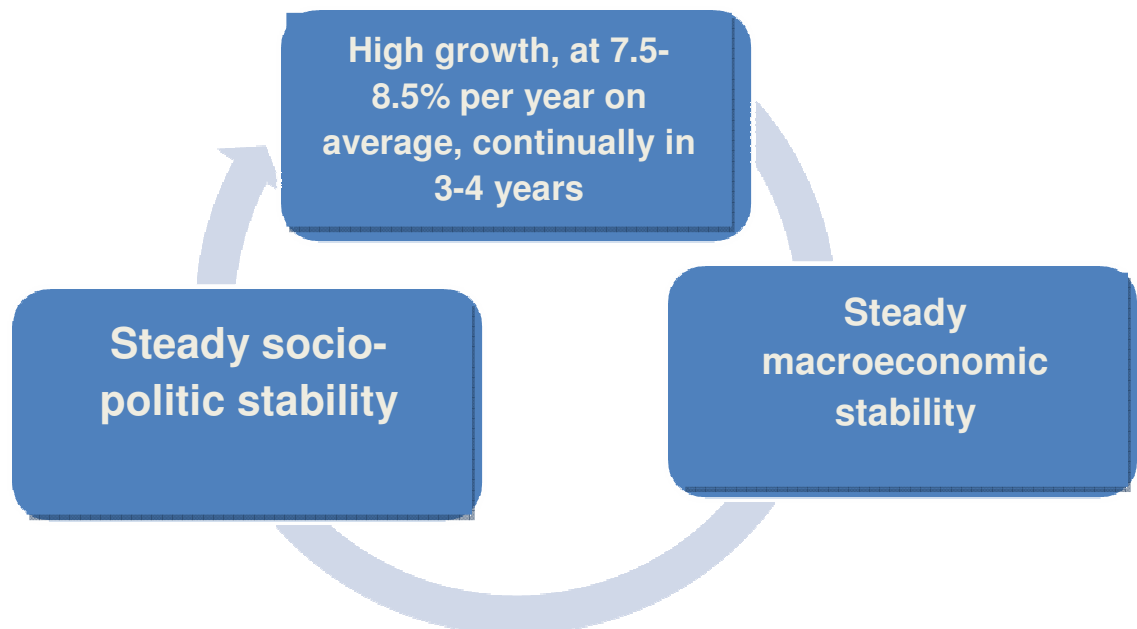 High growth, at 7.5-
8.5% per year on
average, continually in
3-4 years
Steady socio-
politic stability
Steady
macroeconomic
stability